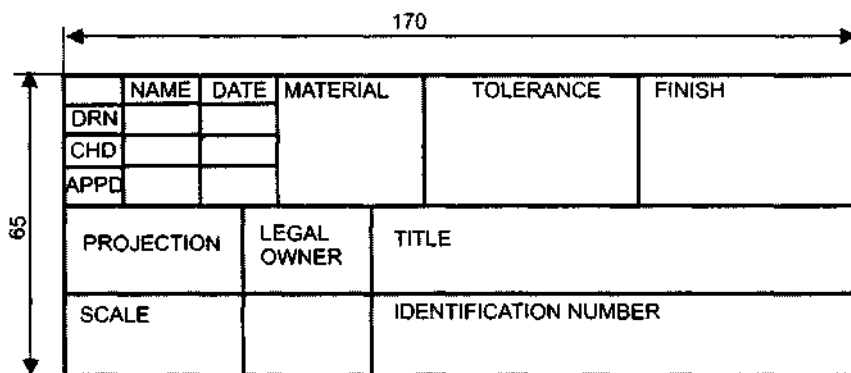 170
NAME DATE MATERIAL TOLERANCE FINISH
DRN
CHD
APPD
65
PROJECTION LEGAL OWNER TITLE
SCALE IDENTIFICATION NUMBER